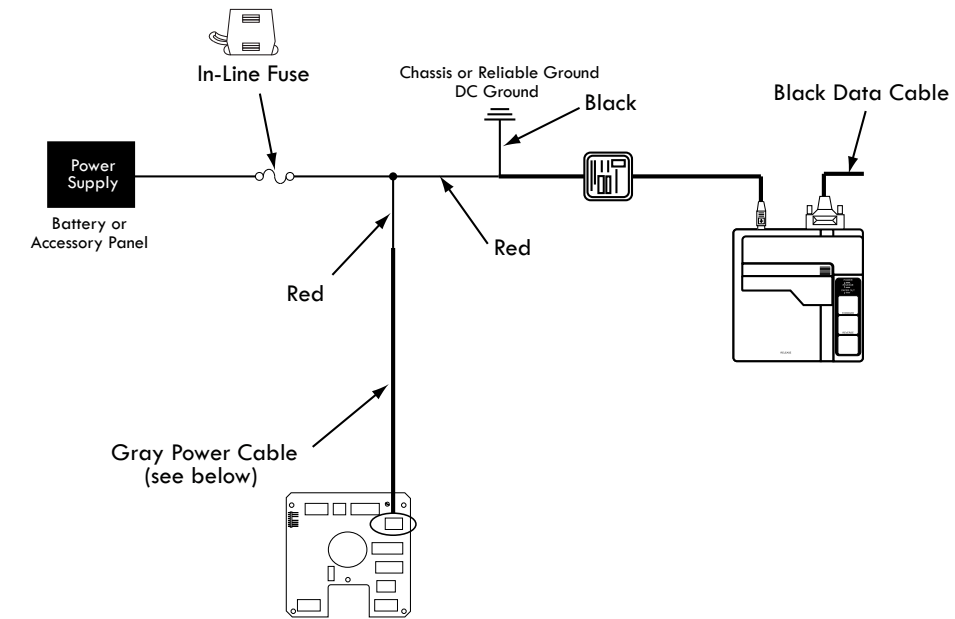 In-Line Fuse
Chassis or Reliable Ground
DC Ground
Black
Black Data Cable
Power
Supply
Battery or
Accessory Panel
Red
Red
Gray Power Cable
(see below)